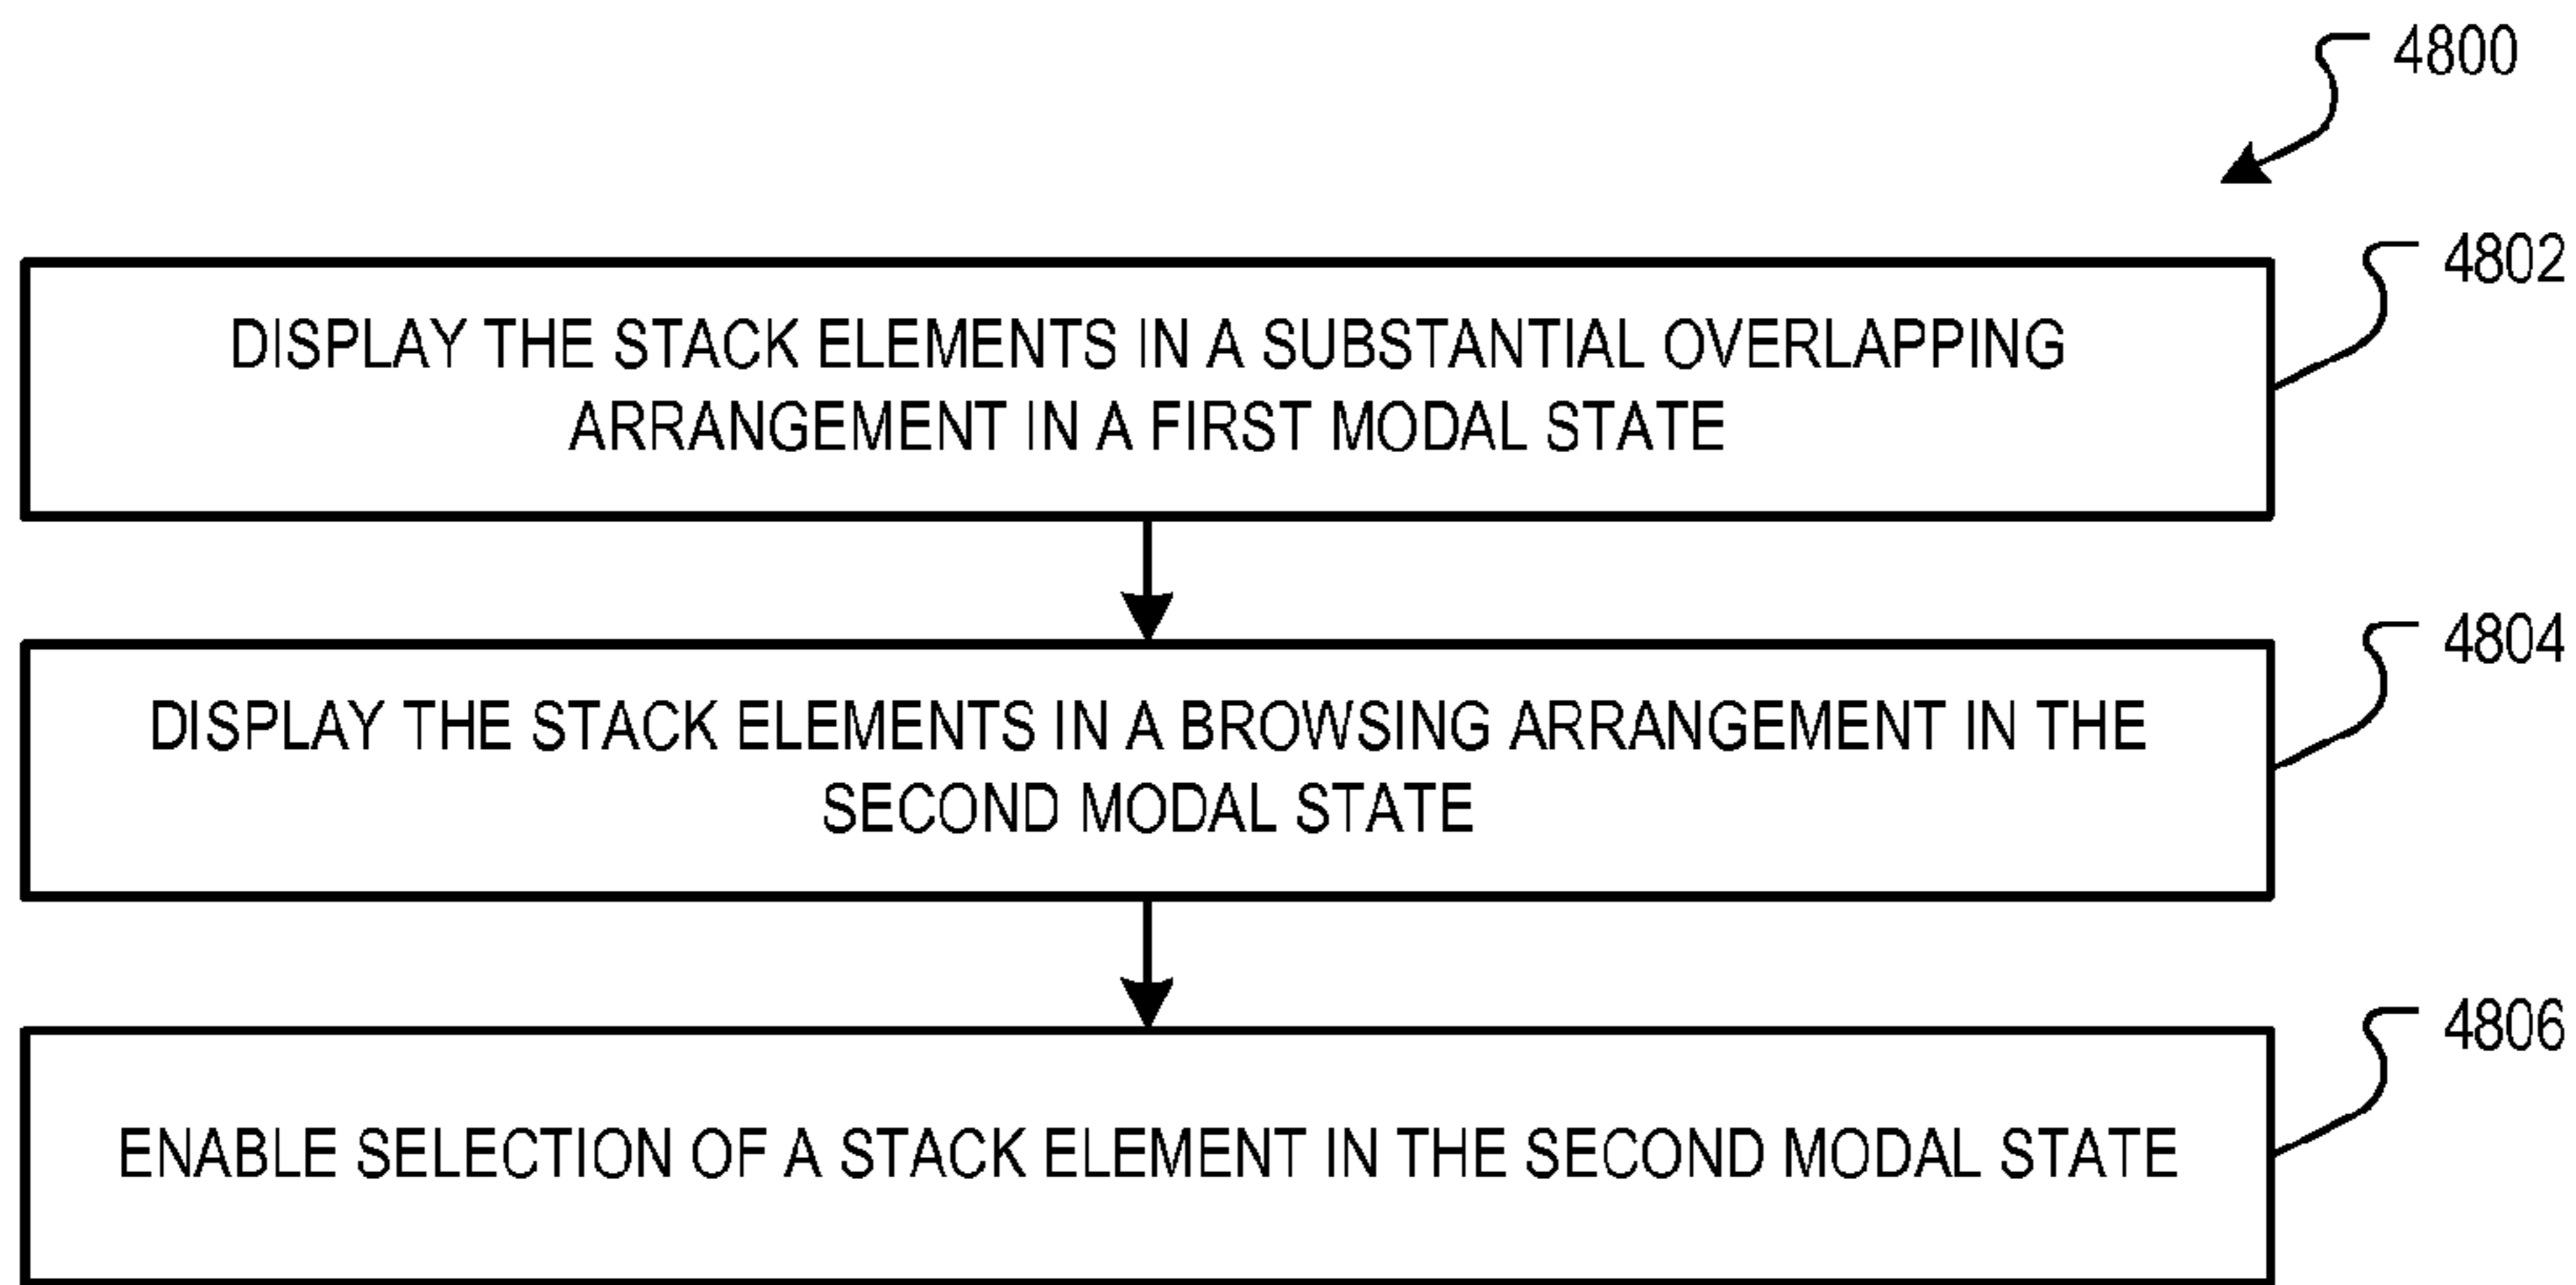 4800
4802
DISPLAY THE STACK ELEMENTS IN A SUBSTANTIAL OVERLAPPING
ARRANGEMENT IN A FIRST MODAL STATE
4804
DISPLAY THE STACK ELEMENTS IN A BROWSING ARRANGEMENT IN THE
SECOND MODAL STATE
4806
ENABLE SELECTION OF A STACK ELEMENT IN THE SECOND MODAL STATE